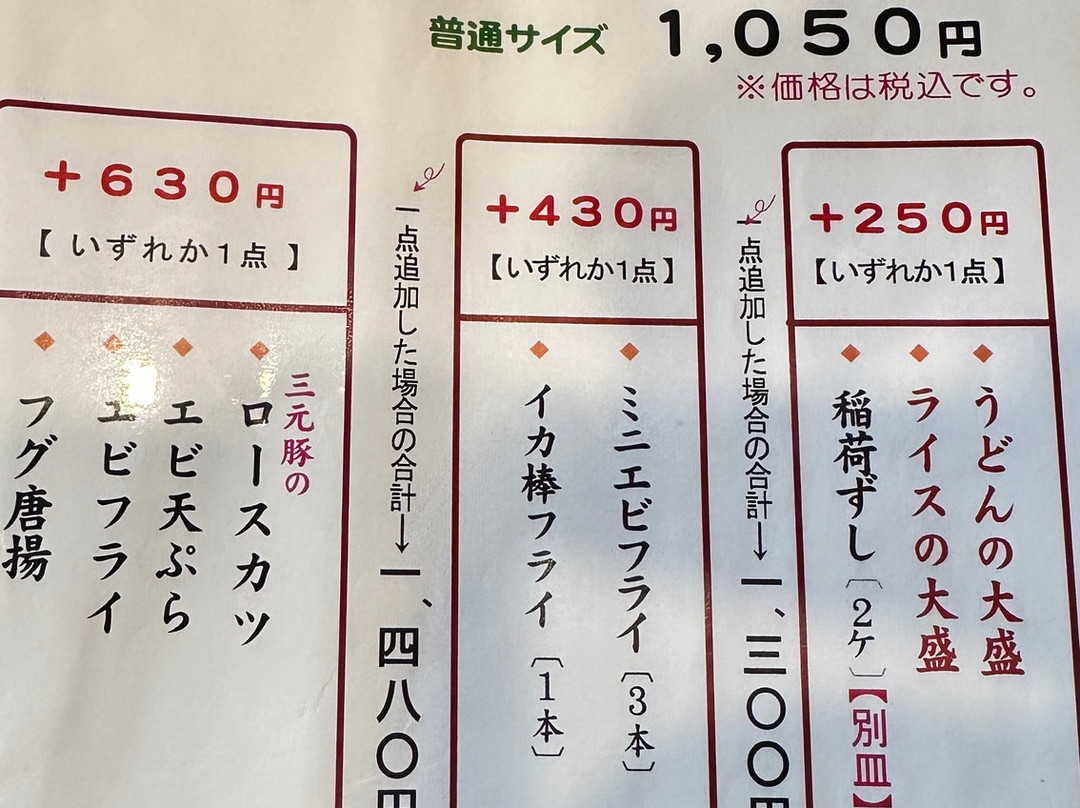 普通サイズ 1,050円
※価格は税込です。
+250円
【いずれか1点】
うどんの大盛
ライスの大盛
稲荷ずし〔2ケ〕【別皿】
一点追加した場合の合計→一、三〇〇円
+430円
【いずれか1点】
ミニエビフライ〔3本〕
イカ棒フライ〔1本〕
一点追加した場合の合計→一、四八〇円
+630円
【いずれか1点】
三元豚の
ロースカツ
エビ天ぷら
エビフライ
フグ唐揚